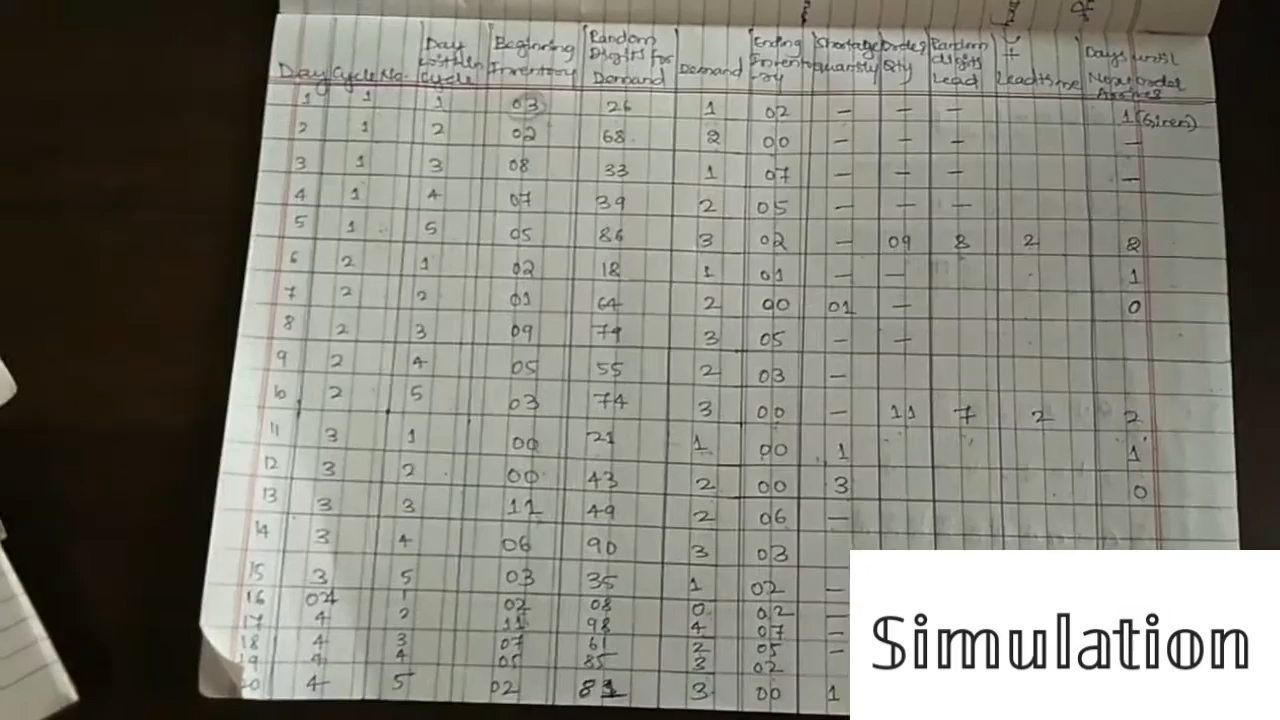 Day Cycle No. Day within Cycle Beginning Inventory Random Digits for Demand Demand Ending Inventory Shortage quantity Order Qty Random digits Lead Lead time Days until New order Arrives
1 1 1 03 26 1 02 - - - 1 (Given)
2 1 2 02 68 2 00 - - - -
3 1 3 08 33 1 07 - - - -
4 1 4 07 39 2 05 - - -
5 1 5 05 86 3 02 - 09 8 2 2
6 2 1 02 18 1 01 - - 1
7 2 2 01 64 2 00 01 - 0
8 2 3 09 79 3 05 - -
9 2 4 05 55 2 03 -
10 2 5 03 74 3 00 - 11 7 2 2
11 3 1 00 21 1 00 1 1
12 3 2 00 43 2 00 3 0
13 3 3 11 49 2 06 -
14 3 4 06 90 3 03
15 3 5 03 35 1 02 -
16 04 1 02 08 0 02 -
17 4 2 11 98 4 07 -
18 4 3 07 61 2 05 -
19 4 4 05 85 3 02
20 4 5 02 81 3 00 1
Simulation